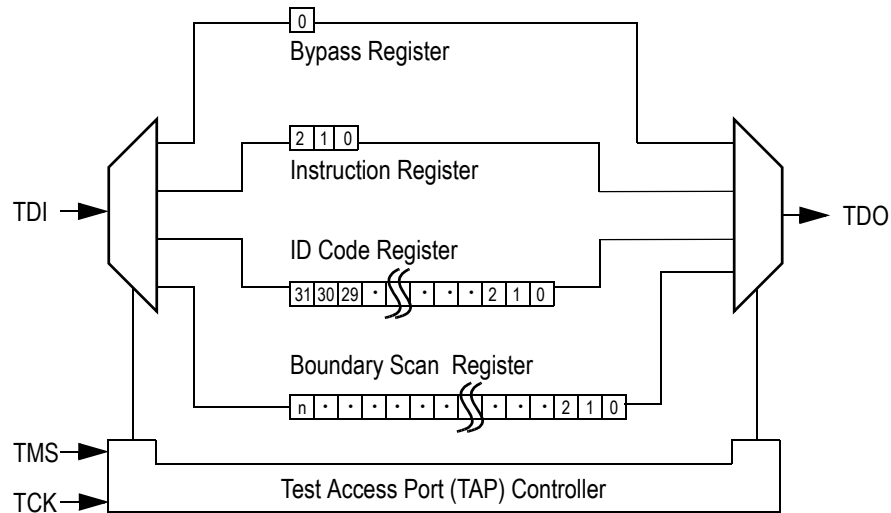 0
Bypass Register
2 1 0
Instruction Register
TDI
TDO
ID Code Register
31 30 29 · · · · 2 1 0
Boundary Scan Register
n · · · · · · · · · 2 1 0
TMS
Test Access Port (TAP) Controller
TCK